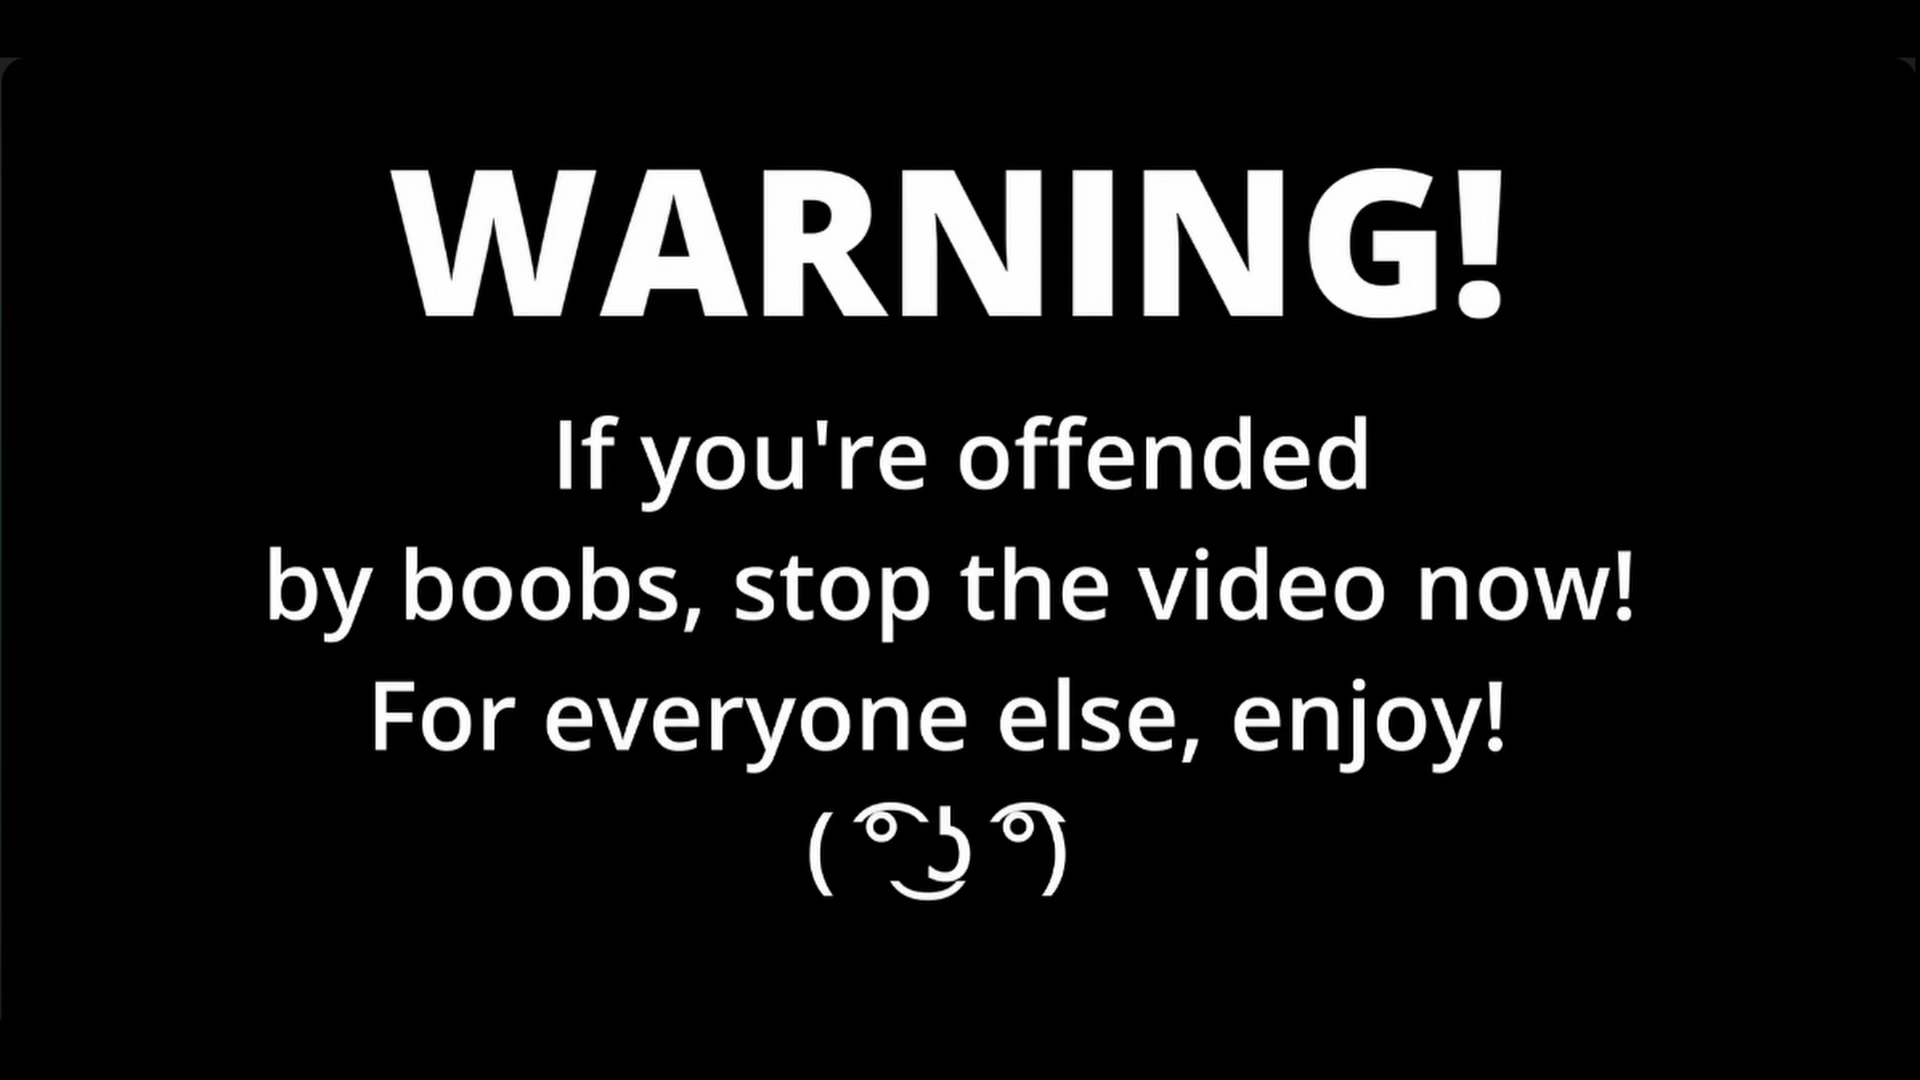 WARNING!
If you're offended
by boobs, stop the video now!
For everyone else, enjoy!
( ͡° ͜ʖ ͡°)